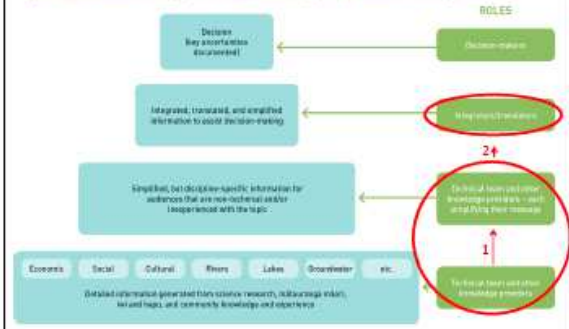 ROLES
Decision
(key uncertainties
documented)
Decision-makers
Integrated, translated, and simplified
information to assist decision-making
Integrators/translators
2
Simplified, but discipline-specific information for
audiences that are non-technical and/or
inexperienced with the topic
Technical team and other
knowledge providers – each
simplifying their message
1
Economic Social Cultural Rivers Lakes Groundwater etc.
Detailed information generated from science research, mātauranga māori,
iwi and hapū, and community knowledge and experience
Technical team and other
knowledge providers